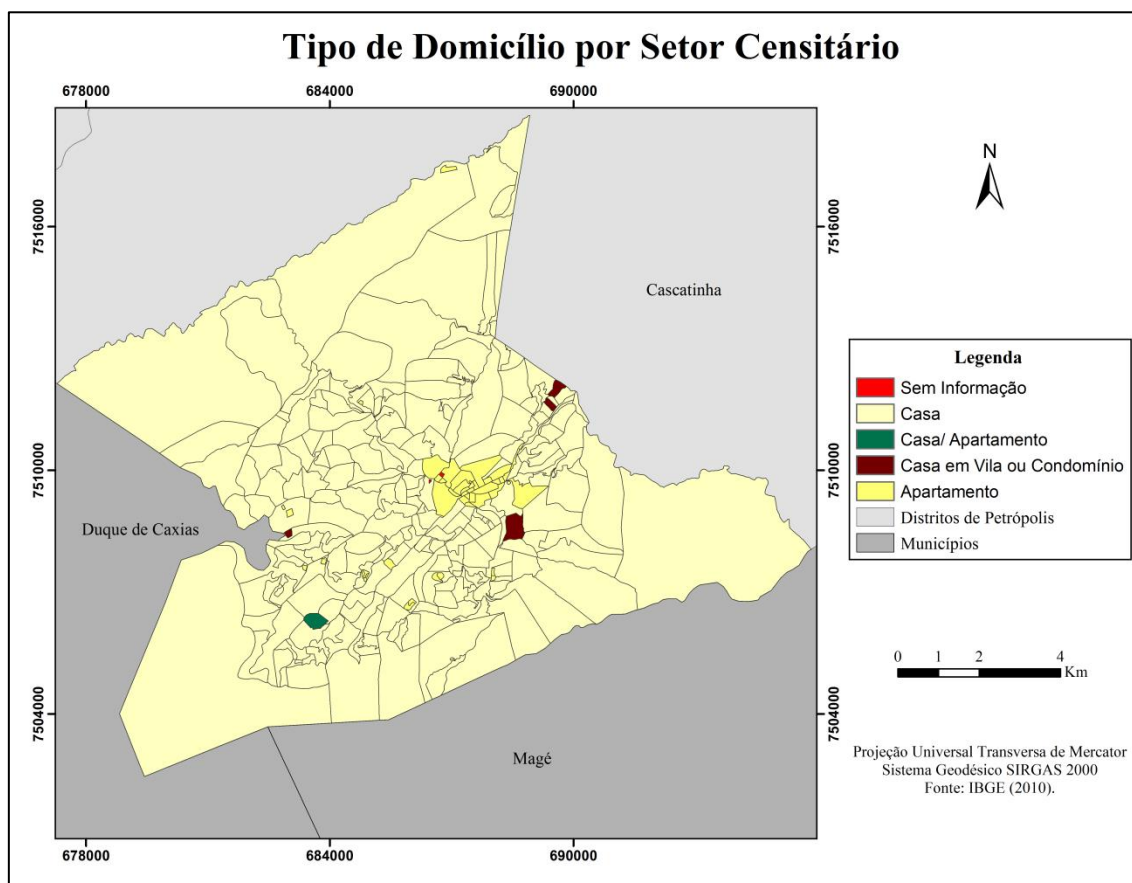 Tipo de Domicílio por Setor Censitário
678000 684000 690000
N
7516000 7516000
Cascatinha
Legenda
Sem Informação
Casa
Casa/ Apartamento
Casa em Vila ou Condomínio
Apartamento
Distritos de Petrópolis
Municípios
7510000 7510000
Duque de Caxias
0 1 2 4
Km
7504000 7504000
Magé
Projeção Universal Transversa de Mercator
Sistema Geodésico SIRGAS 2000
Fonte: IBGE (2010).
678000 684000 690000